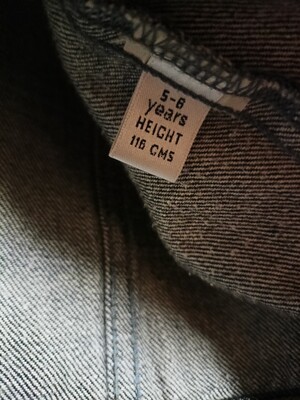 5-6
years
HEIGHT
116 CMS